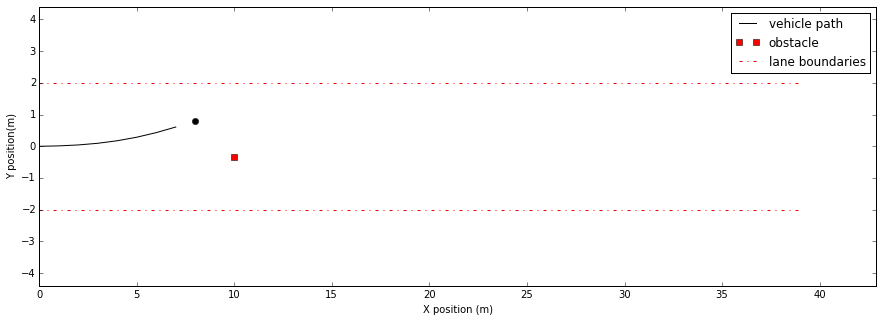 vehicle path
obstacle
lane boundaries
4
3
2
1
0
−1
−2
−3
−4
Y position(m)
0 5 10 15 20 25 30 35 40
X position (m)